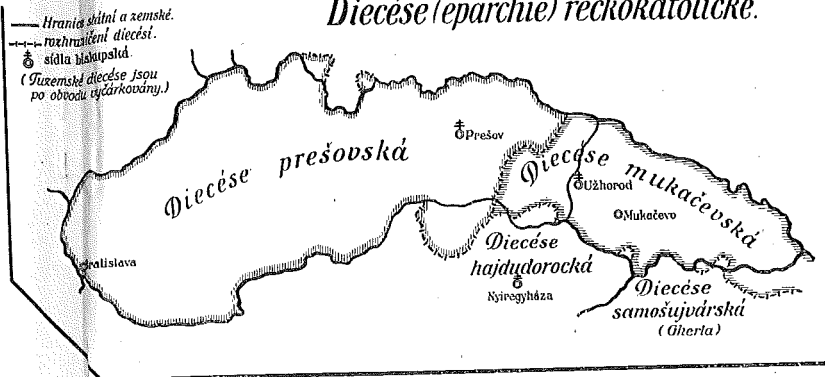 Diecése (eparchie) řeckokatolické.
Hranice státní a zemské.
rozhraničení diecésí.
sídla biskupská.
(Tuzemské diecése jsou
po obvodu vyčárkovány.)
Diecése prešovská
Prešov
Diecése mukačevská
Užhorod
Mukačevo
Bratislava
Diecése
hajdudorocká
Nyiregyháza
Diecése
samošujvárská
(Gherla)